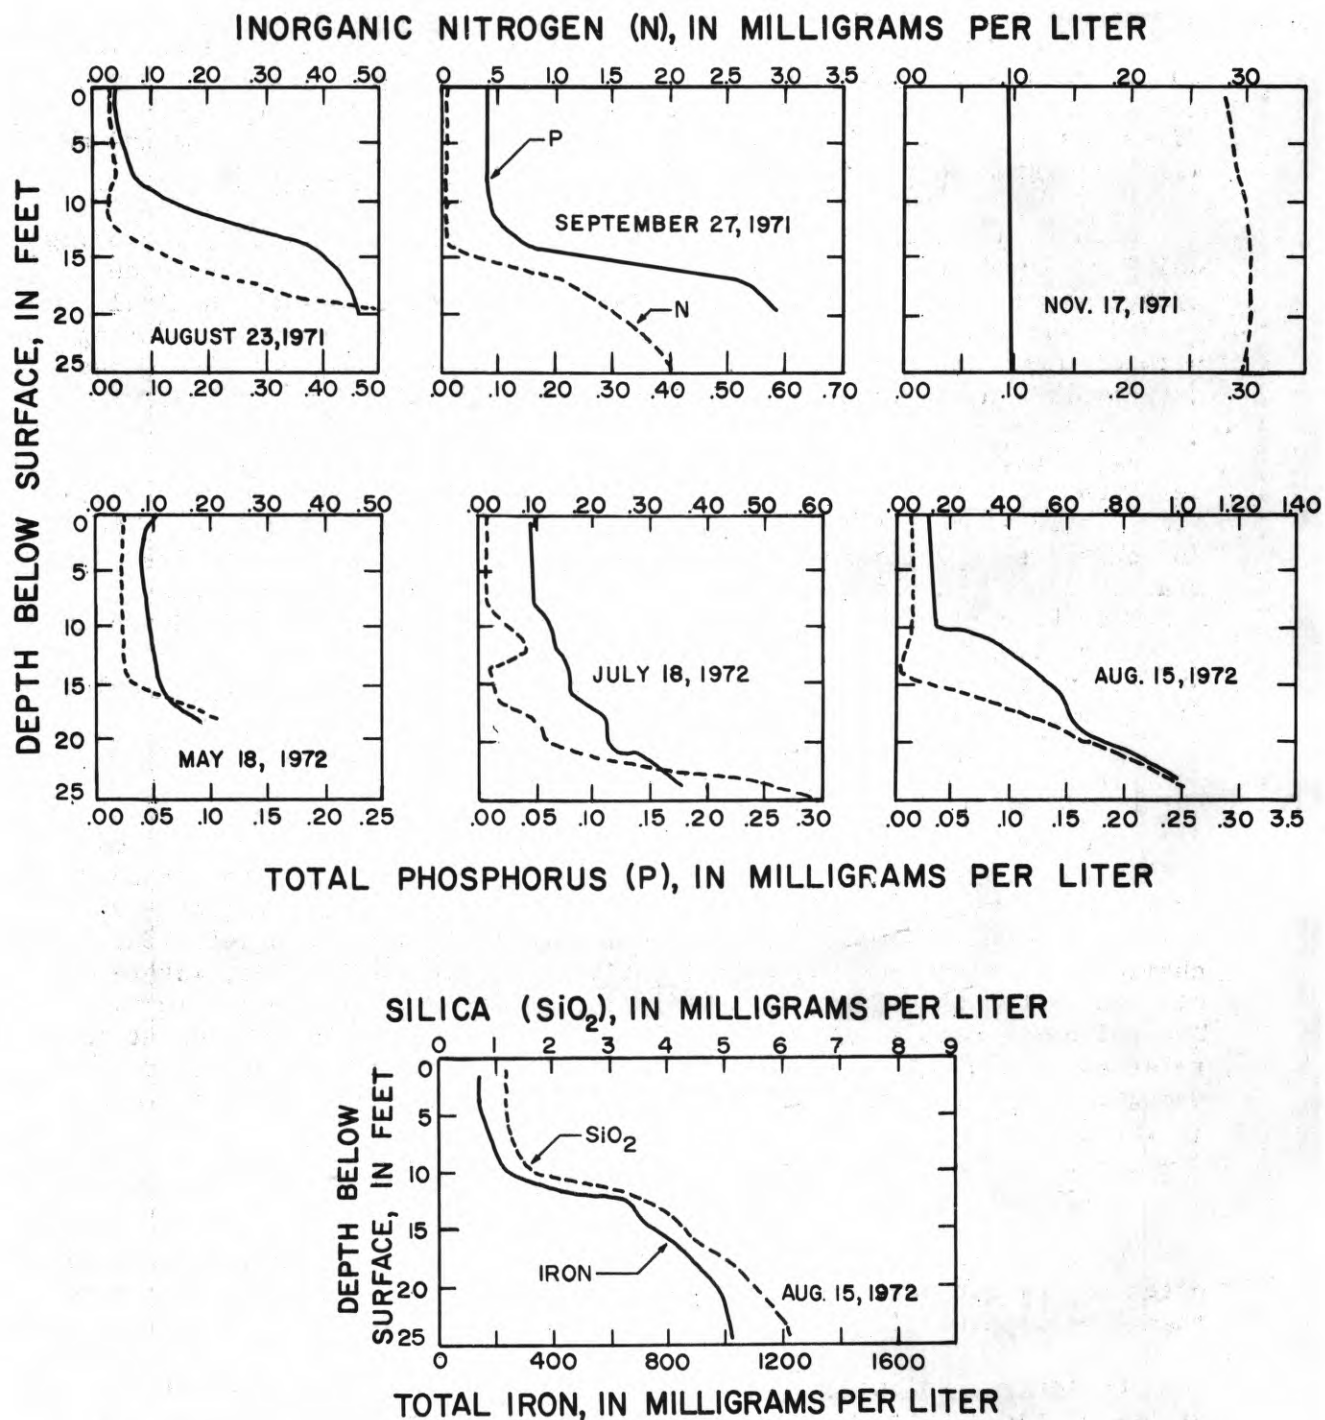 INORGANIC NITROGEN (N), IN MILLIGRAMS PER LITER
.00 .10 .20 .30 .40 .50
0 .5 1.0 1.5 2.0 2.5 3.0 3.5
.00 .10 .20 .30
DEPTH BELOW SURFACE, IN FEET
0
5
10
15
20
25
P
SEPTEMBER 27, 1971
N
AUGUST 23, 1971
NOV. 17, 1971
.00 .10 .20 .30 .40 .50
.00 .10 .20 .30 .40 .50 .60 .70
.00 .10 .20 .30
.00 .10 .20 .30 .40 .50
.00 .10 .20 .30 .40 .50 .60
.00 .20 .40 .60 .80 1.0 1.20 1.40
0
5
10
15
20
25
MAY 18, 1972
JULY 18, 1972
AUG. 15, 1972
.00 .05 .10 .15 .20 .25
.00 .05 .10 .15 .20 .25 .30
.00 .05 .10 .15 .20 .25 .30 3.5
TOTAL PHOSPHORUS (P), IN MILLIGRAMS PER LITER
SILICA (SiO2), IN MILLIGRAMS PER LITER
0 1 2 3 4 5 6 7 8 9
DEPTH BELOW
SURFACE, IN FEET
0
5
10
15
20
25
SiO2
IRON
AUG. 15, 1972
0 400 800 1200 1600
TOTAL IRON, IN MILLIGRAMS PER LITER